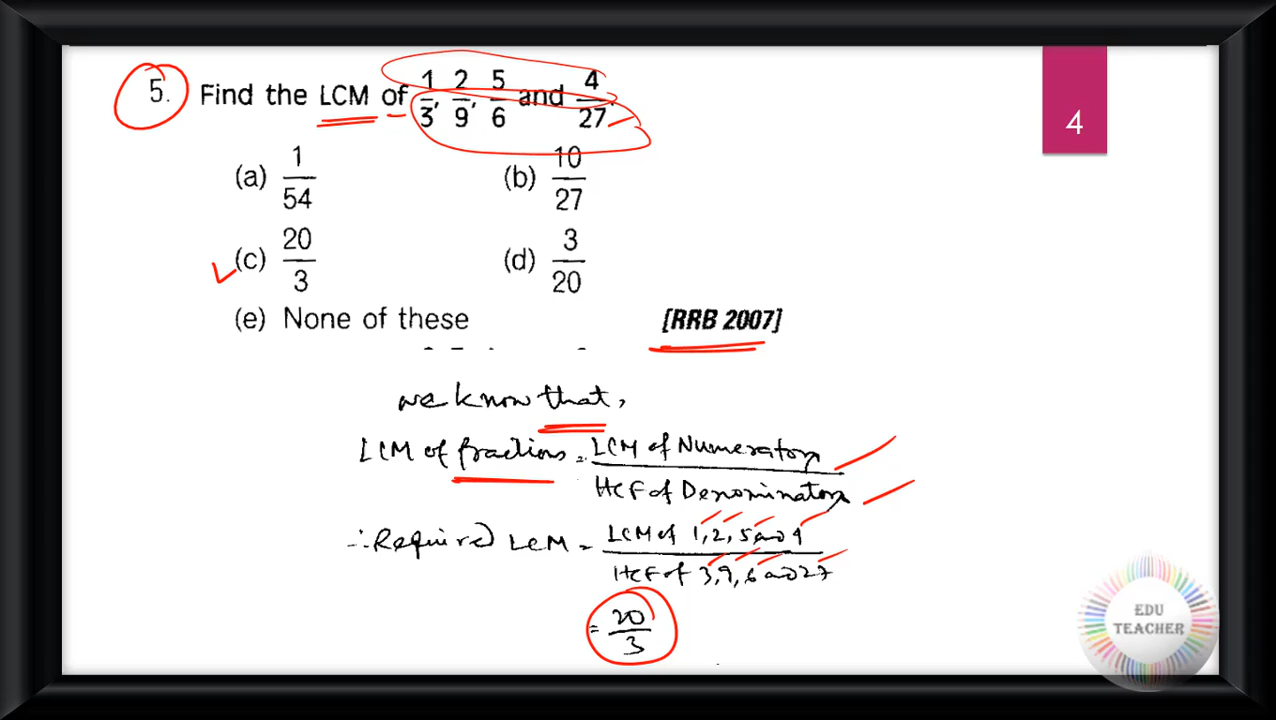 4
5. Find the LCM of 1/3, 2/9, 5/6 and 4/27.
(a) 1/54 (b) 10/27
(c) 20/3 (d) 3/20
(e) None of these [RRB 2007]
we know that,
LCM of fractions = LCM of Numerators / HCF of Denominators
∴ Required LCM = LCM of 1, 2, 5 and 4 / HCF of 3, 9, 6 and 27
= 20/3
EDU
TEACHER